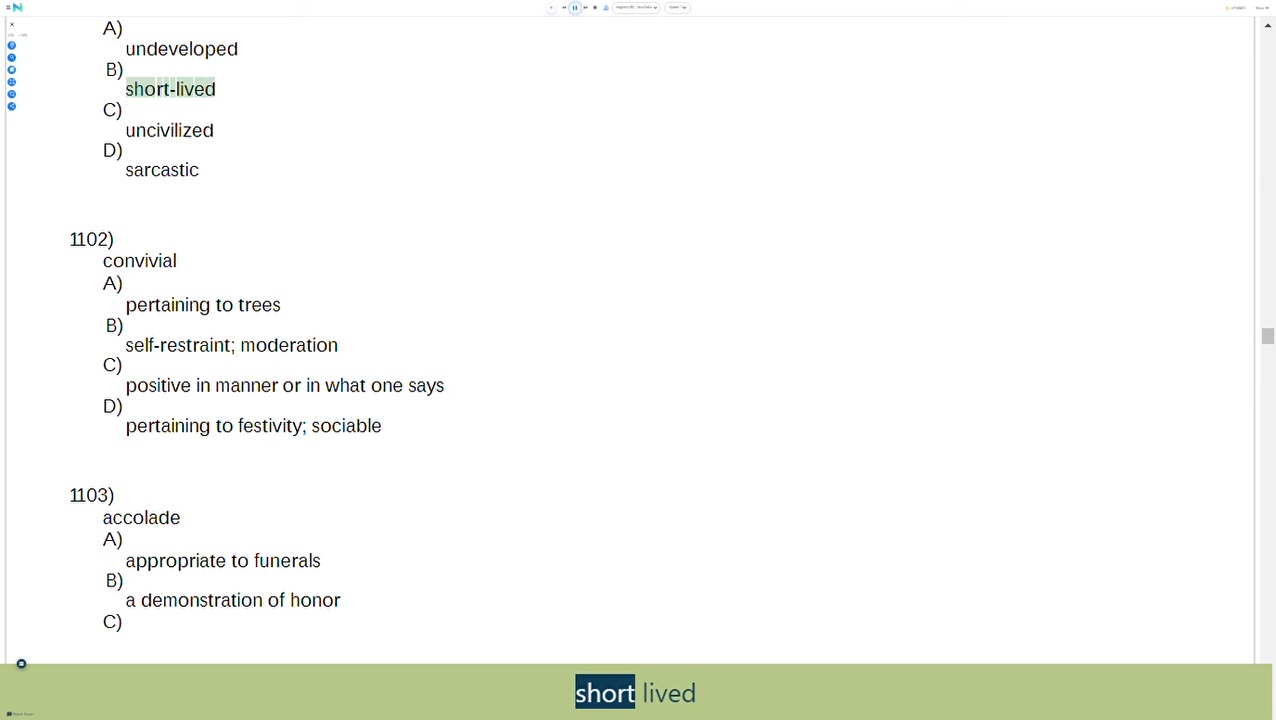 A)
undeveloped
B)
short-lived
C)
uncivilized
D)
sarcastic
1102)
convivial
A)
pertaining to trees
B)
self-restraint; moderation
C)
positive in manner or in what one says
D)
pertaining to festivity; sociable
1103)
accolade
A)
appropriate to funerals
B)
a demonstration of honor
C)
short lived